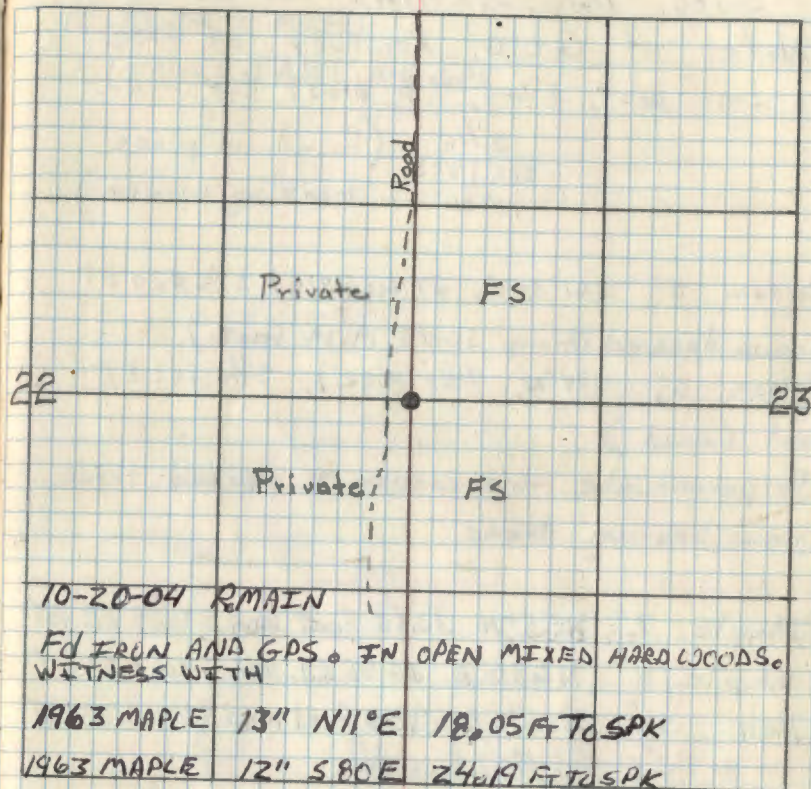 Road
Private FS
22 23
Private FS
10-20-04 RMAIN
Fd IRON AND GPS. IN OPEN MIXED HARDWOODS.
WITNESS WITH
1963 MAPLE 13" N11°E 18.05 FT TO SPK
1963 MAPLE 12" S80E 24.19 FT TO SPK